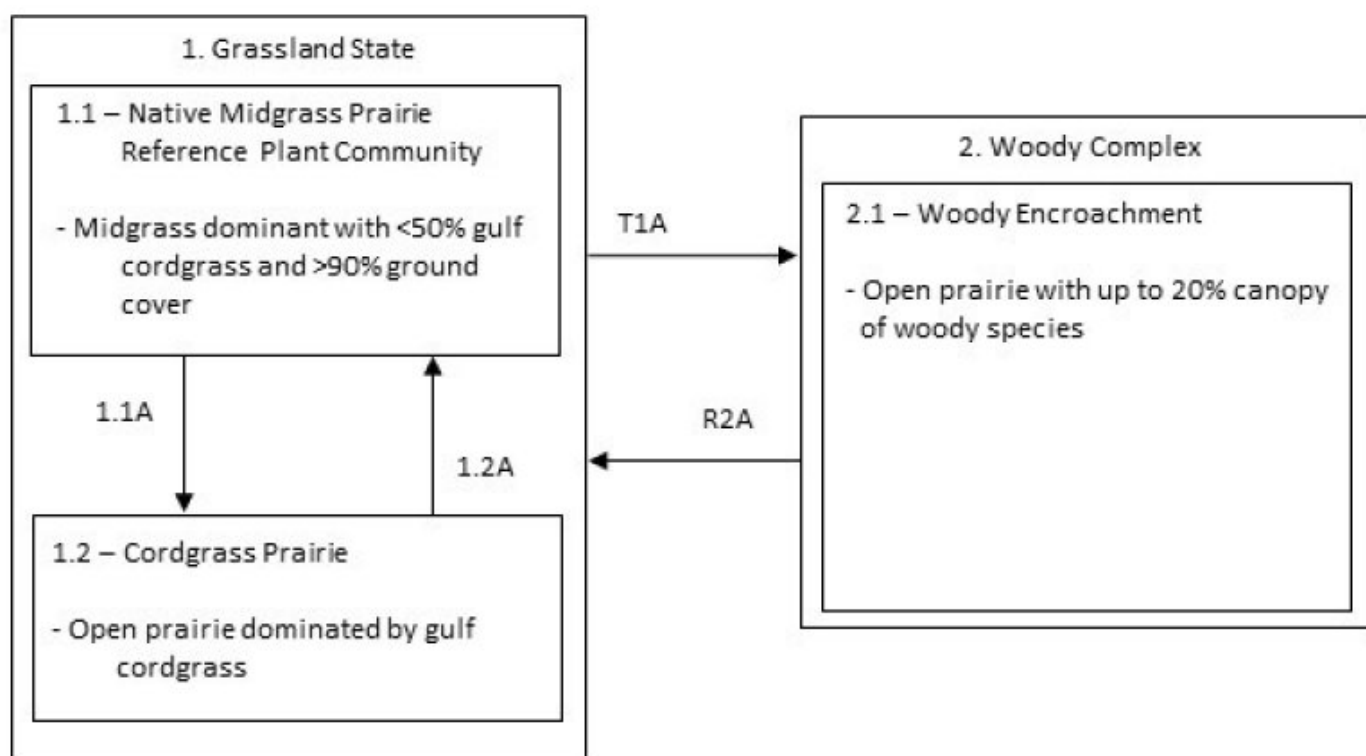 1. Grassland State
1.1 – Native Midgrass Prairie
Reference Plant Community
- Midgrass dominant with <50% gulf
cordgrass and >90% ground
cover
1.1A
1.2A
1.2 – Cordgrass Prairie
- Open prairie dominated by gulf
cordgrass
T1A
R2A
2. Woody Complex
2.1 – Woody Encroachment
- Open prairie with up to 20% canopy
of woody species